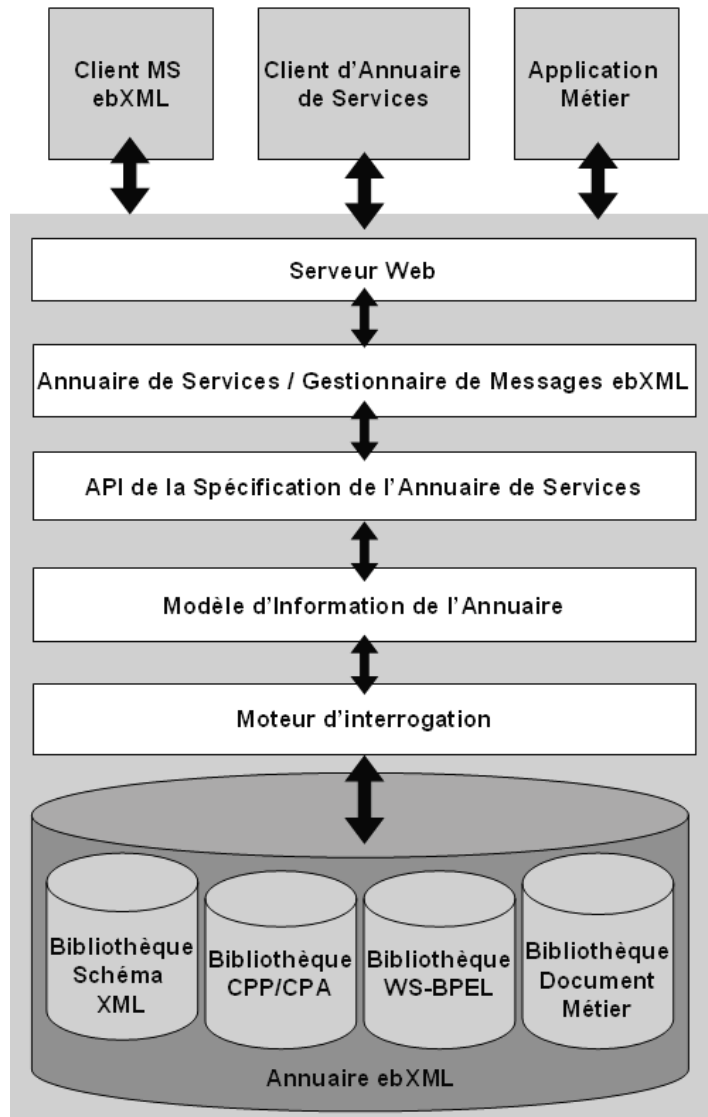 Client MS
ebXML
Client d'Annuaire
de Services
Application
Métier
Serveur Web
Annuaire de Services / Gestionnaire de Messages ebXML
API de la Spécification de l'Annuaire de Services
Modèle d'Information de l'Annuaire
Moteur d'interrogation
Bibliothèque
Schéma
XML
Bibliothèque
CPP/CPA
Bibliothèque
WS-BPEL
Bibliothèque
Document
Métier
Annuaire ebXML